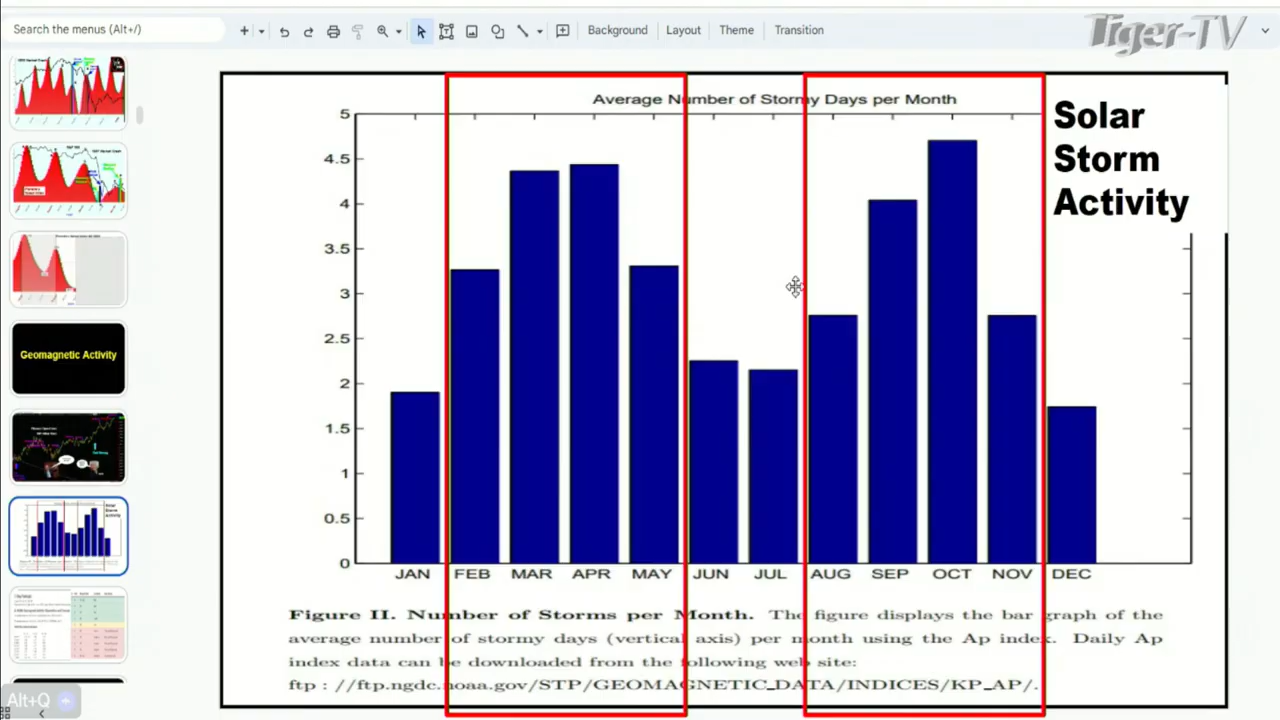 Search the menus (Alt+/)
Background
Layout
Theme
Transition
Tiger-TV
Geomagnetic Activity
Average Number of Stormy Days per Month
Solar
Storm
Activity
5
4.5
4
3.5
3
2.5
2
1.5
1
0.5
0
JAN FEB MAR APR MAY JUN JUL AUG SEP OCT NOV DEC
Figure II. Number of Storms per Month. The figure displays the bar graph of the
average number of stormy days (vertical axis) per month using the Ap index. Daily Ap
index data can be downloaded from the following web site:
ftp : //ftp.ngdc.noaa.gov/STP/GEOMAGNETIC_DATA/INDICES/KP_AP/.
Alt+Q